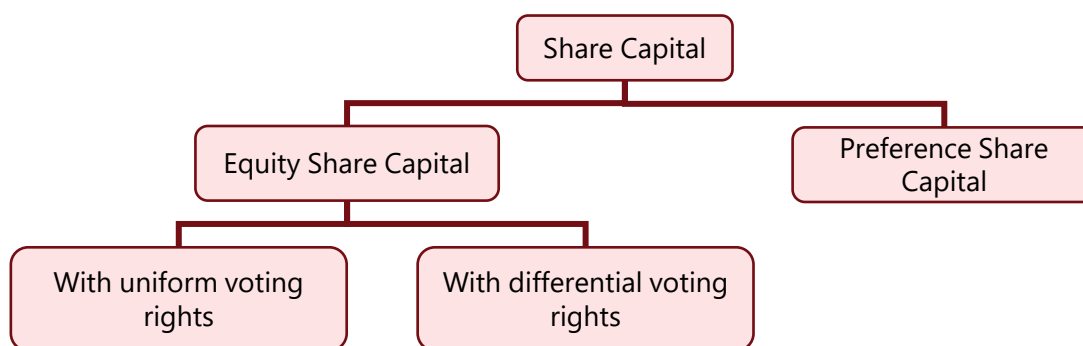 Share Capital
Equity Share Capital
Preference Share
Capital
With uniform voting
rights
With differential voting
rights